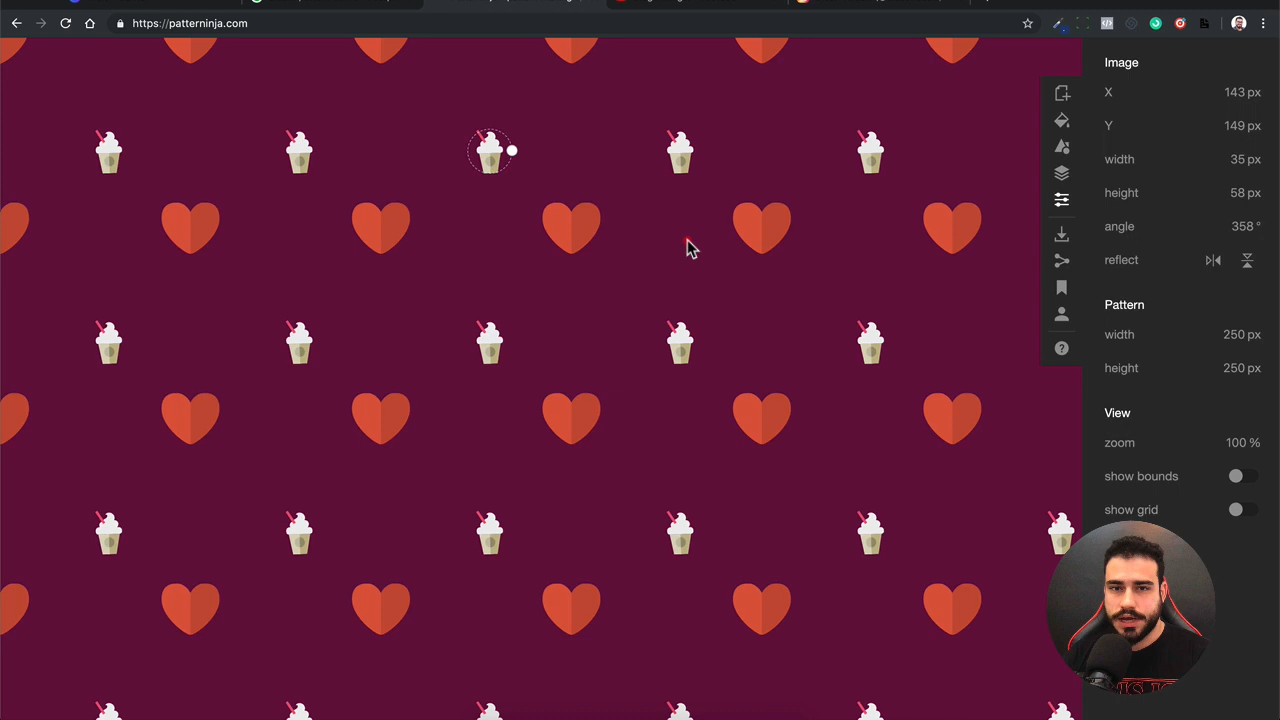 https://patterninja.com
Image
X 143 px
Y 149 px
width 35 px
height 58 px
angle 358 °
reflect
Pattern
width 250 px
height 250 px
View
zoom 100 %
show bounds
show grid